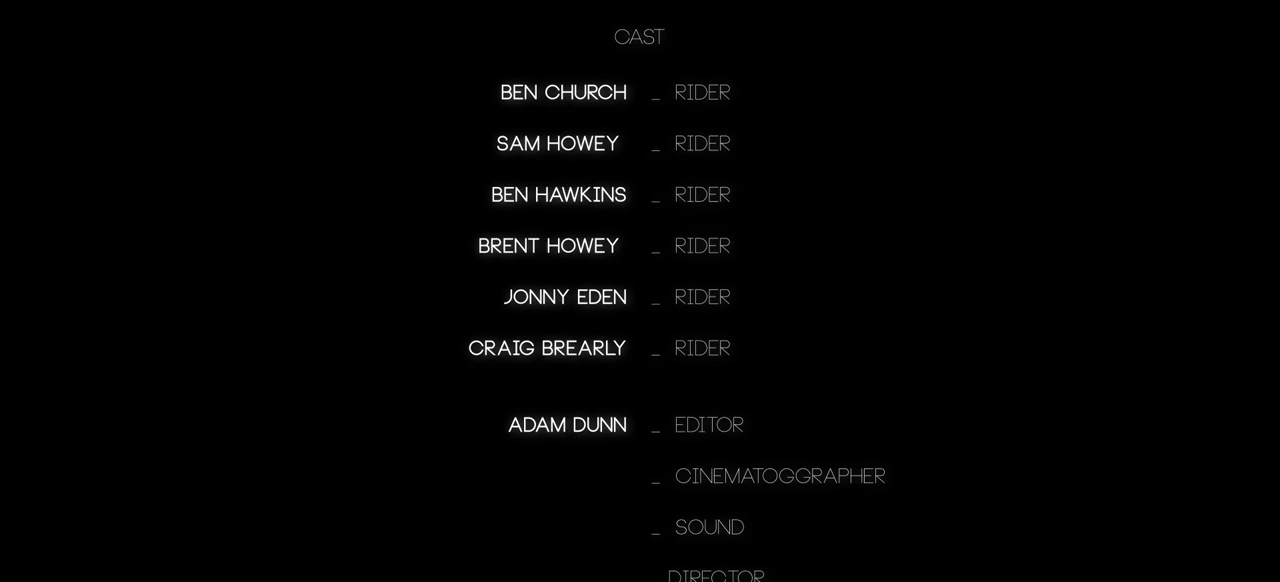 CAST
BEN CHURCH _ RIDER
SAM HOWEY _ RIDER
BEN HAWKINS _ RIDER
BRENT HOWEY _ RIDER
JONNY EDEN _ RIDER
CRAIG BREARLY _ RIDER
ADAM DUNN _ EDITOR
_ CINEMATOGGRAPHER
_ SOUND
DIRECTOR